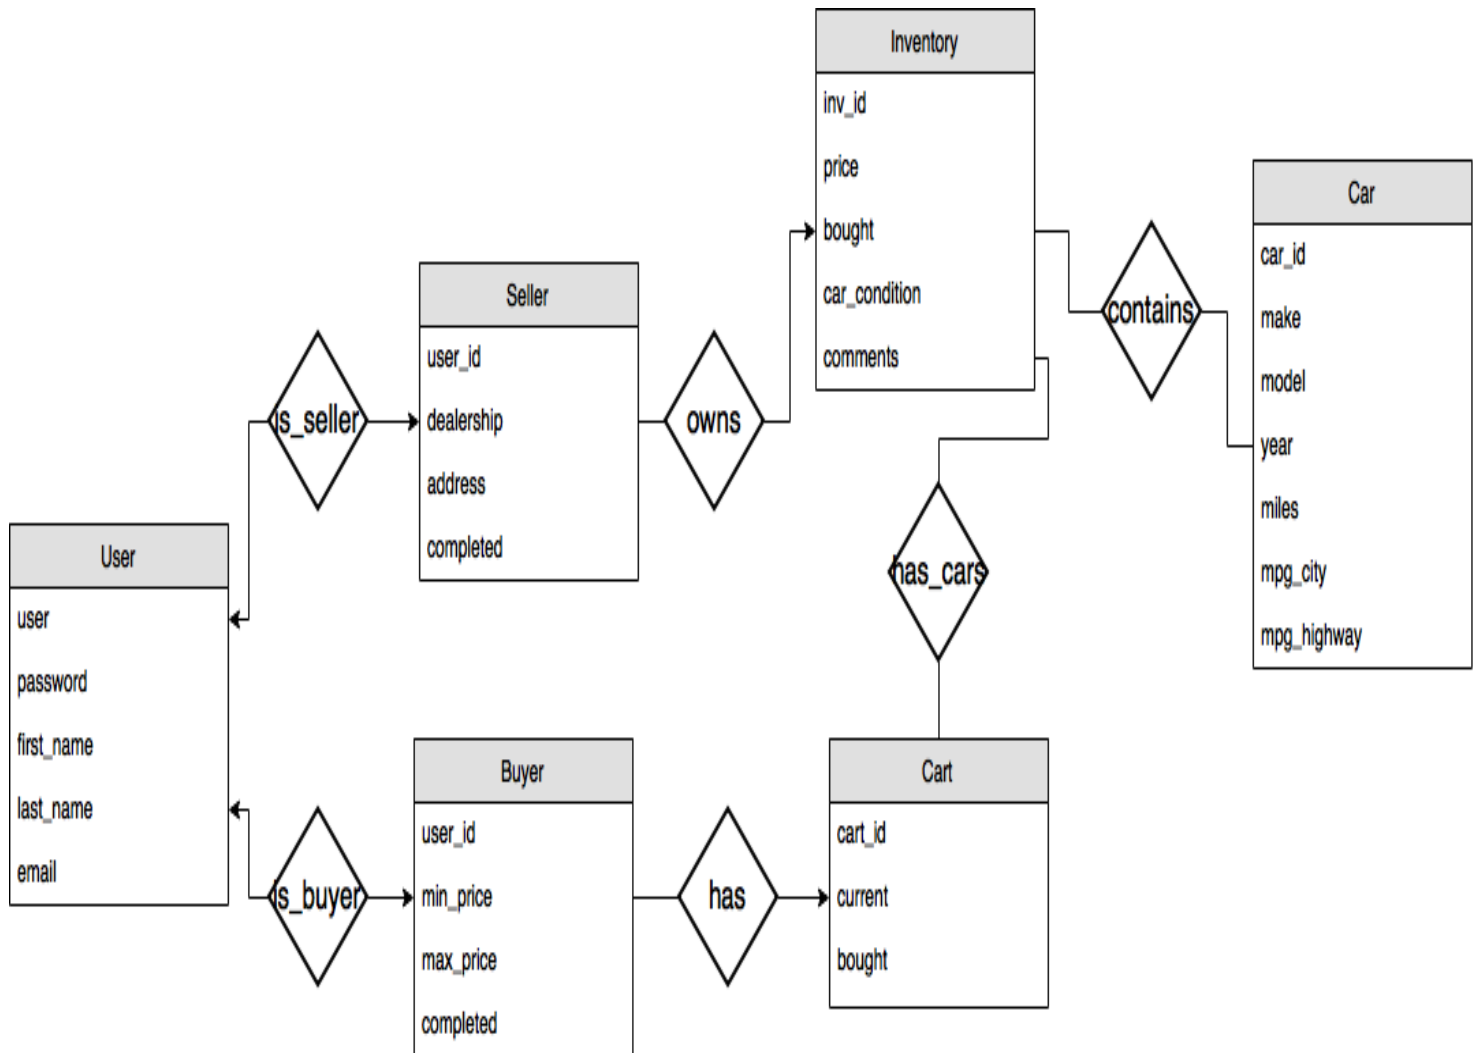 Inventory
inv_id
price
bought
car_condition
comments
Car
car_id
make
model
year
miles
mpg_city
mpg_highway
contains
Seller
user_id
dealership
address
completed
is_seller
owns
has_cars
User
user
password
first_name
last_name
email
is_buyer
Buyer
user_id
min_price
max_price
completed
has
Cart
cart_id
current
bought